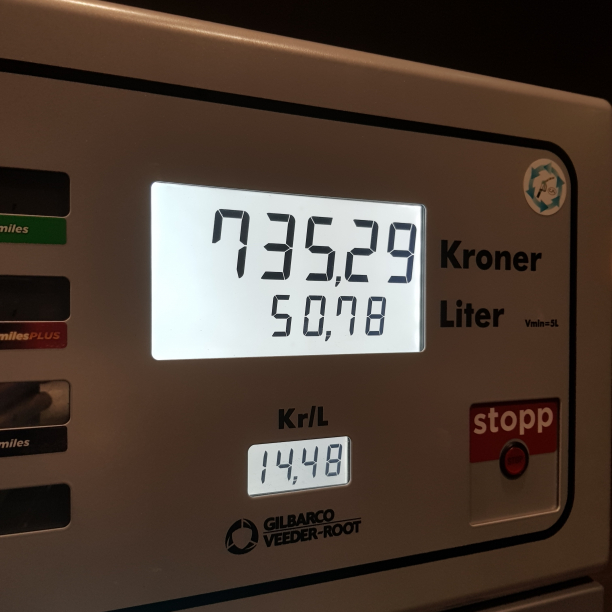 735,29
Kroner
50,78
Liter
Vmin=5L
miles
milesPLUS
miles
Kr/L
14,48
stopp
GILBARCO
VEEDER-ROOT